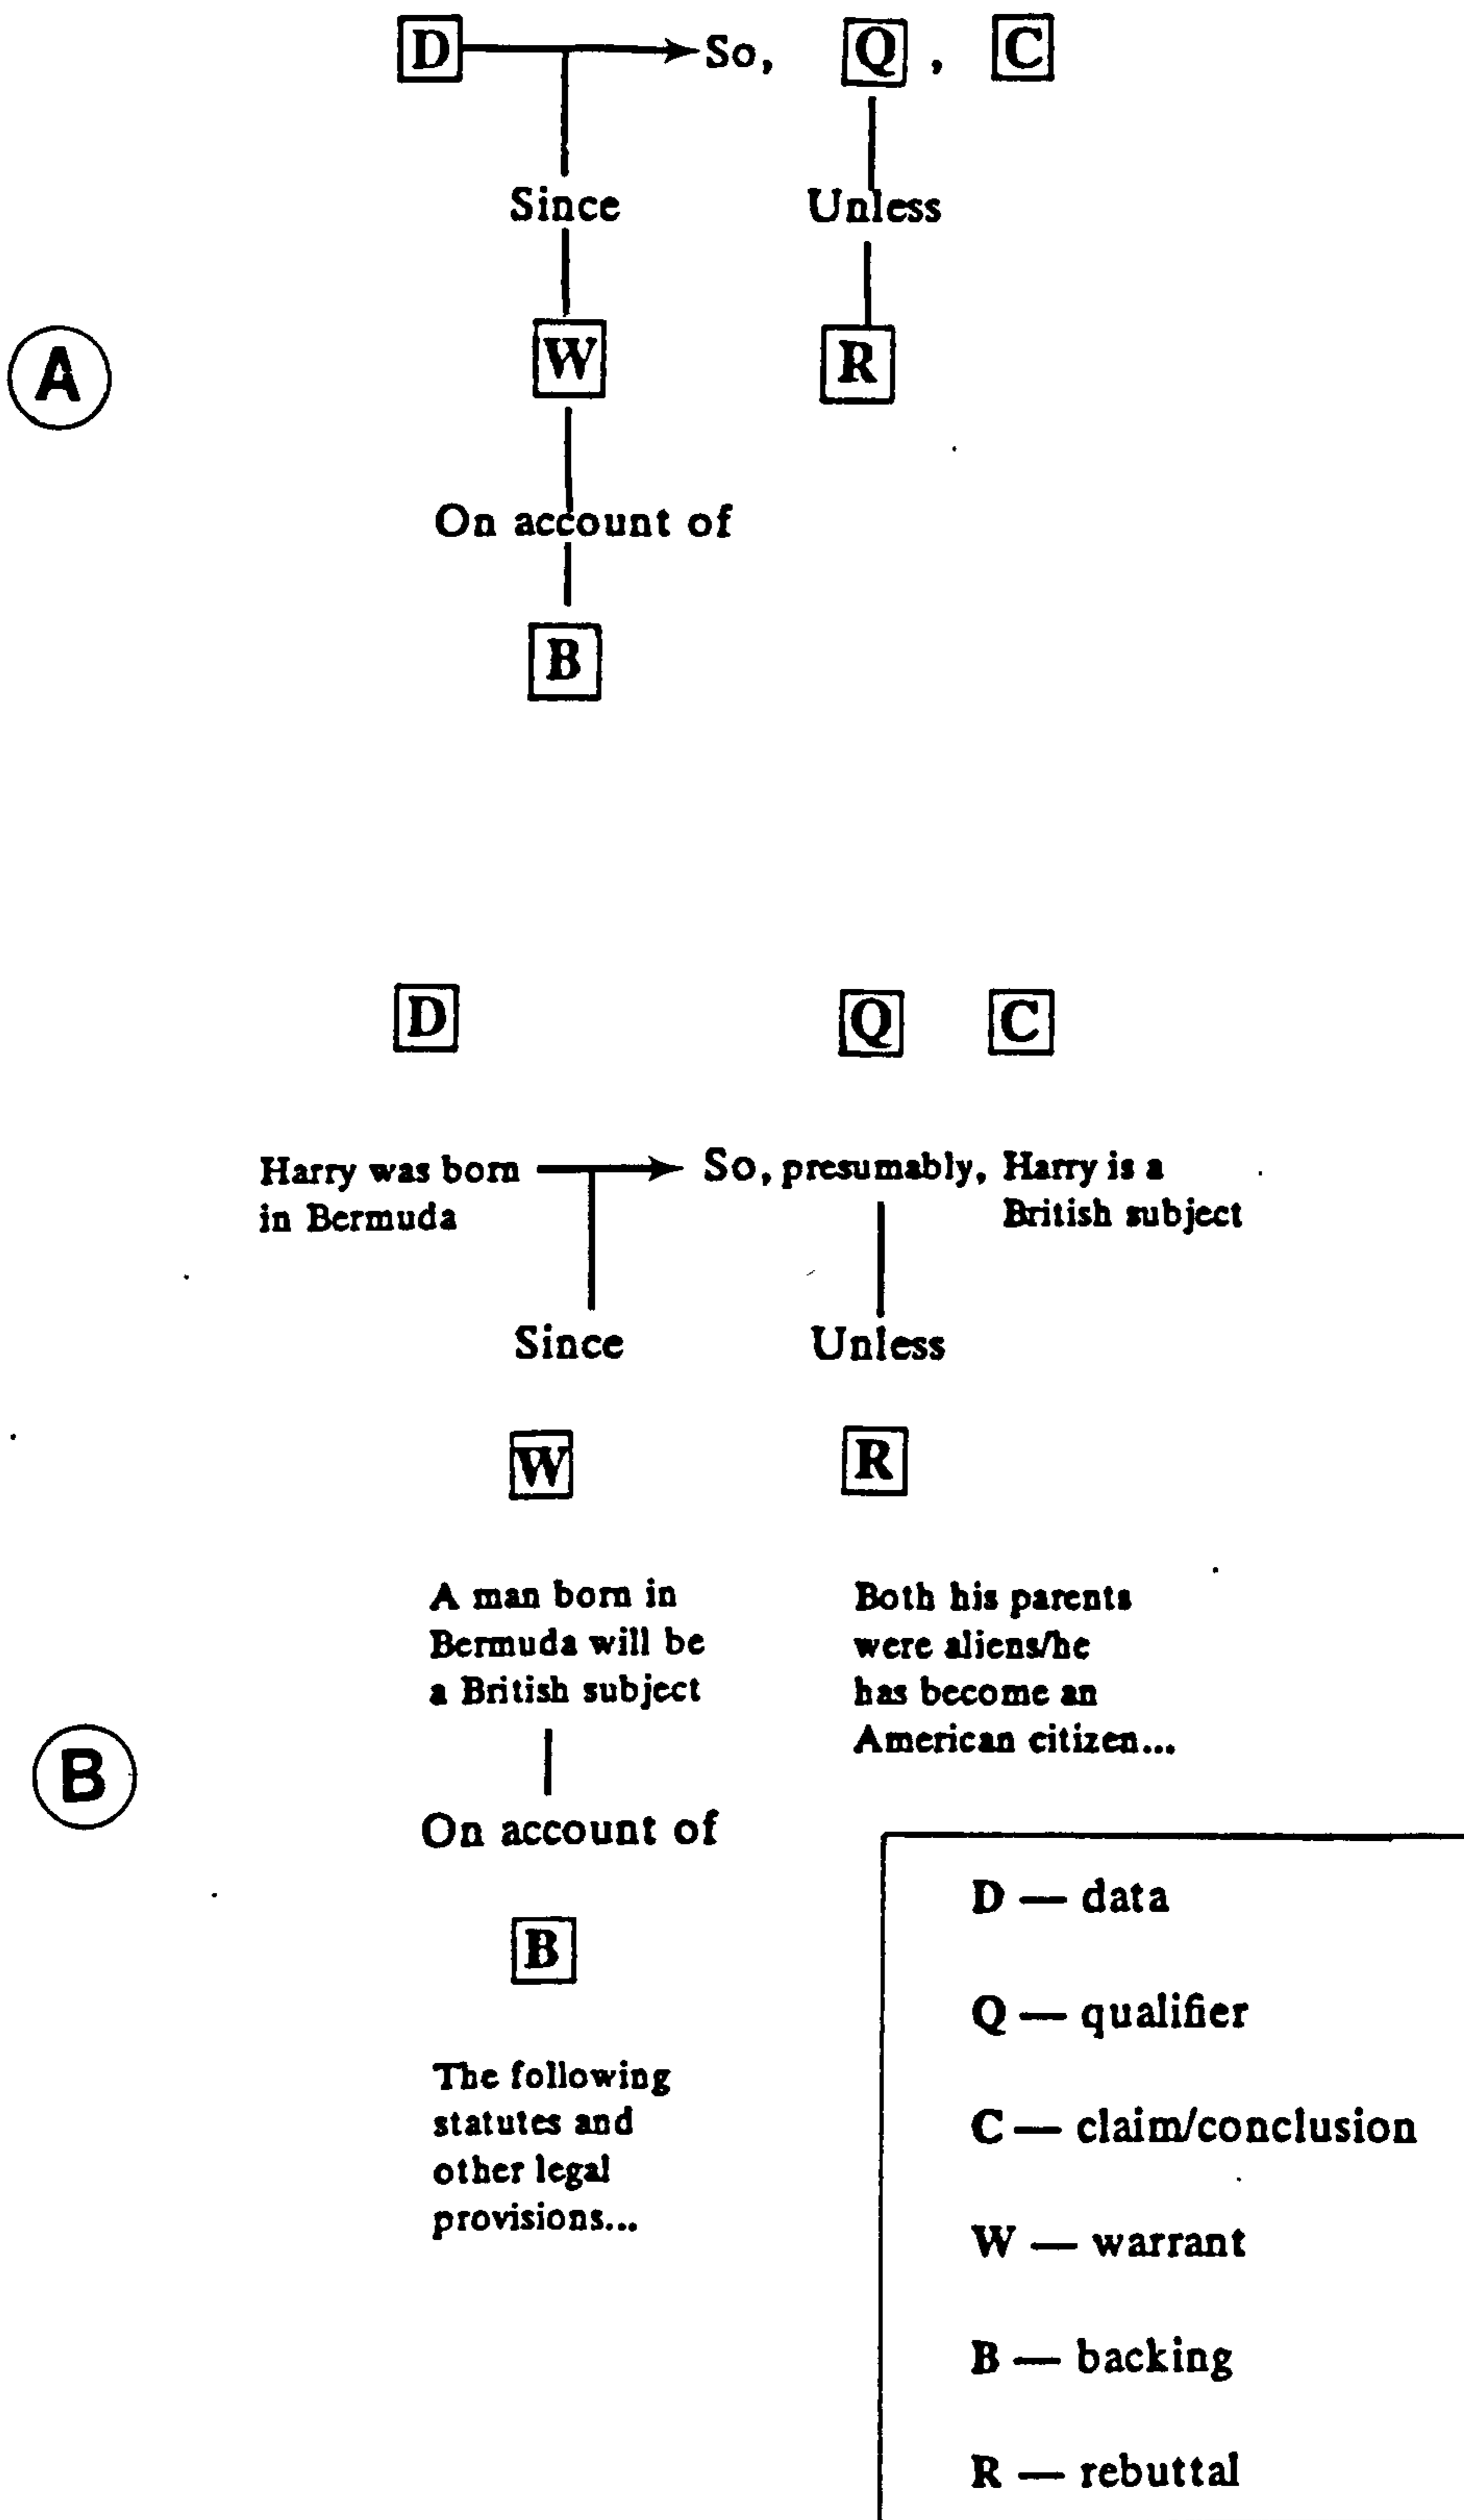 D So, Q , C
Since Unless
W R
A
On account of
B
D Q C
Harry was born So, presumably, Harry is a
in Bermuda British subject
Since Unless
W R
A man born in
Bermuda will be
a British subject
Both his parents
were aliens/he
has become an
American citizen...
B
On account of
B
The following
statutes and
other legal
provisions...
D — data
Q — qualifier
C — claim/conclusion
W — warrant
B — backing
R — rebuttal